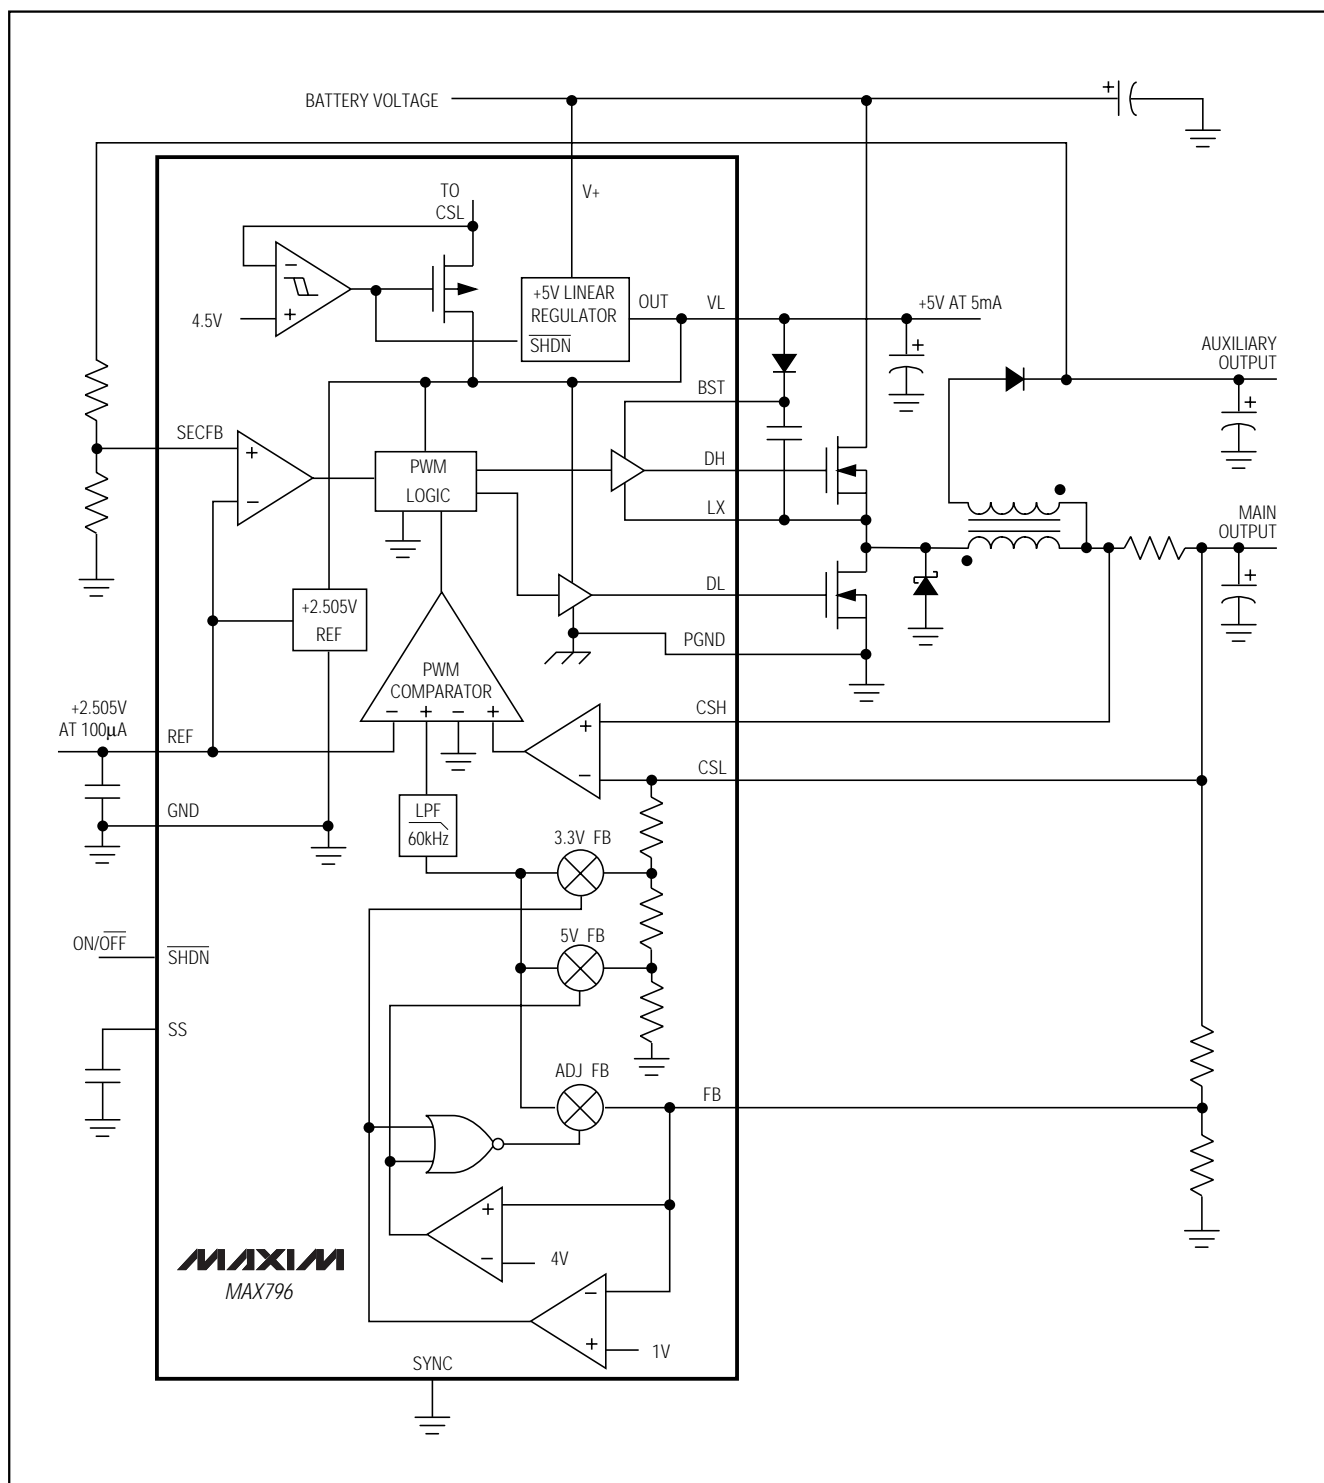 BATTERY VOLTAGE
+
TO
CSL
V+
−
+
4.5V
+5V LINEAR
REGULATOR
SHDN
OUT
VL
+5V AT 5mA
+
AUXILIARY
OUTPUT
+
BST
SECFB
+
−
PWM
LOGIC
DH
LX
MAIN
OUTPUT
+
DL
+2.505V
REF
PGND
PWM
COMPARATOR
− + − +
+2.505V
AT 100µA
REF
CSH
+
−
CSL
GND
LPF
60kHz
3.3V FB
ON/OFF
SHDN
5V FB
SS
ADJ FB
FB
+
−
4V
MAXIM
MAX796
−
+
1V
SYNC